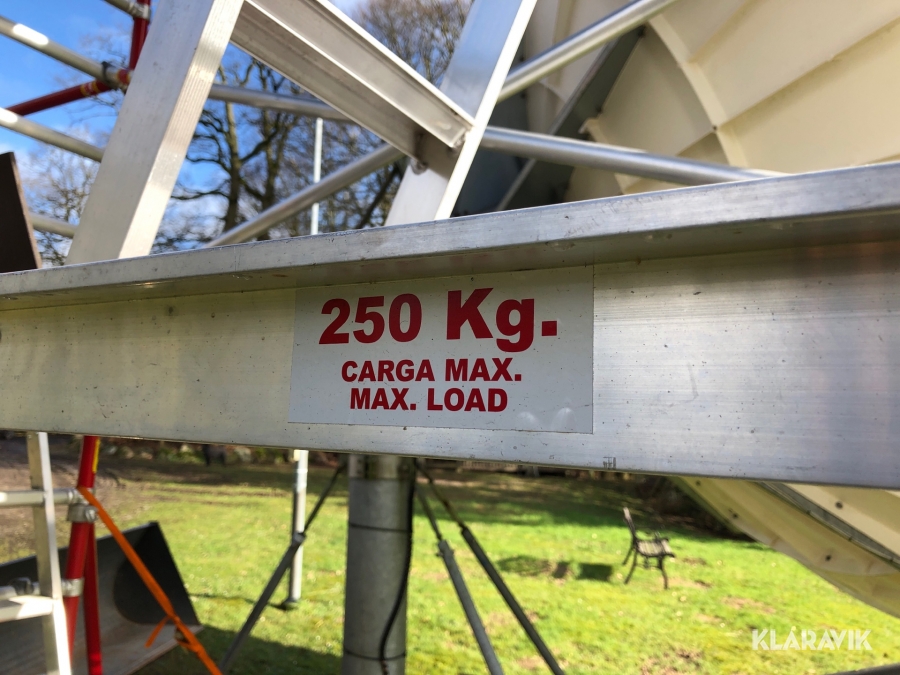 250 Kg.
CARGA MAX.
MAX. LOAD
KLARAVIK